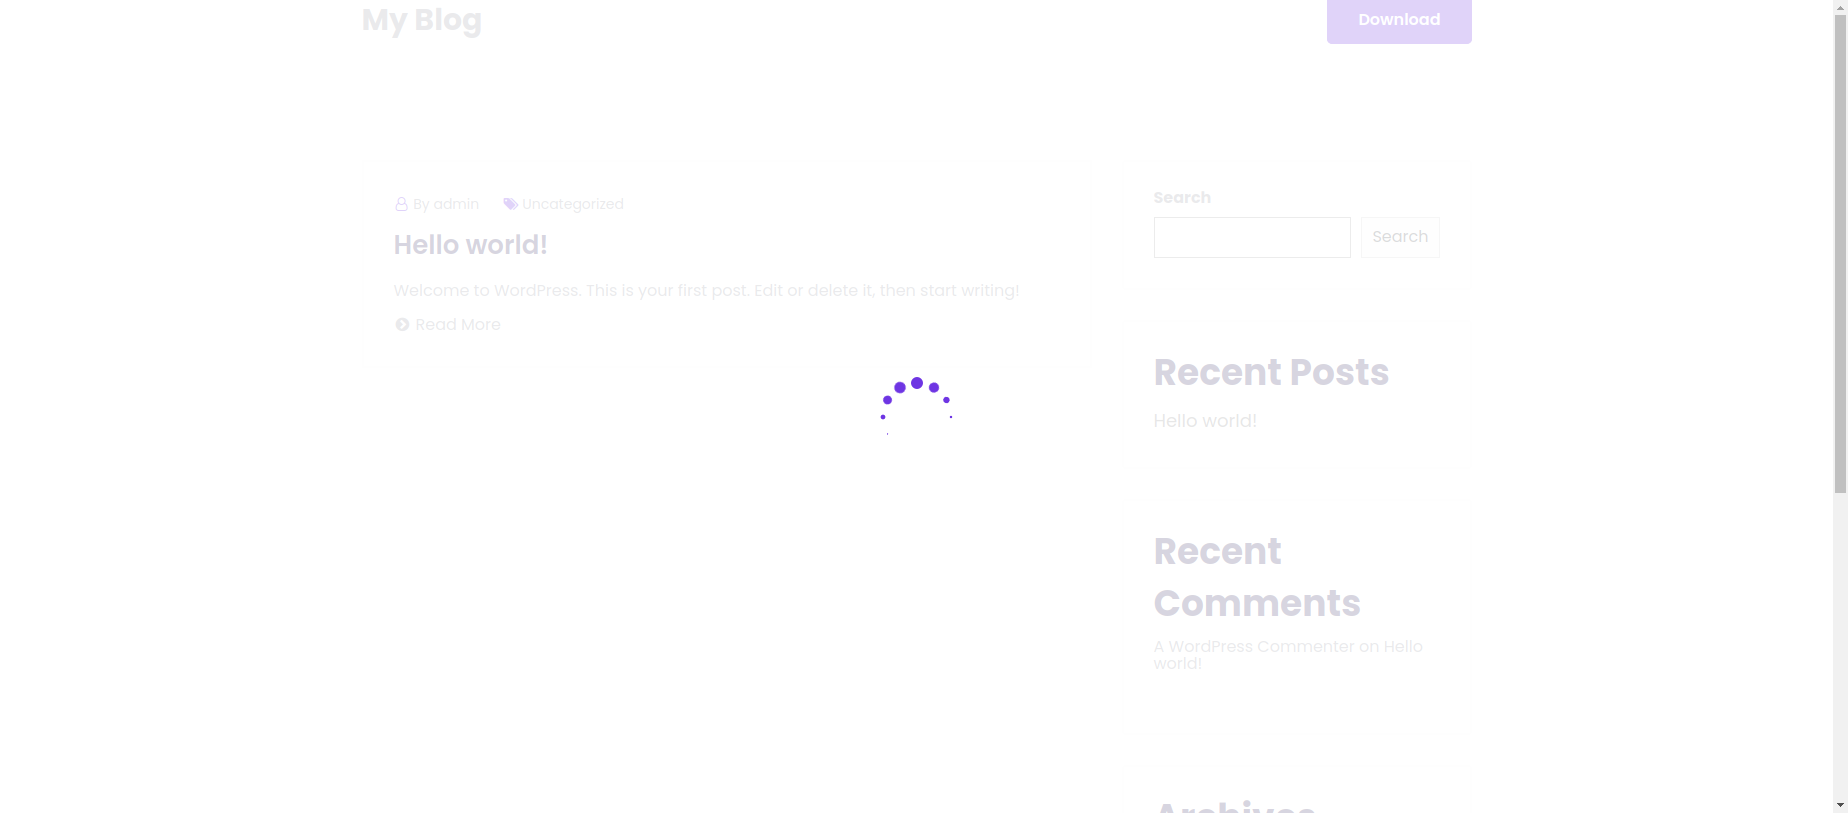 My Blog
Download
By admin Uncategorized
Hello world!
Welcome to WordPress. This is your first post. Edit or delete it, then start writing!
Read More
Search
Search
Recent Posts
Hello world!
Recent
Comments
A WordPress Commenter on Hello
world!
Archives